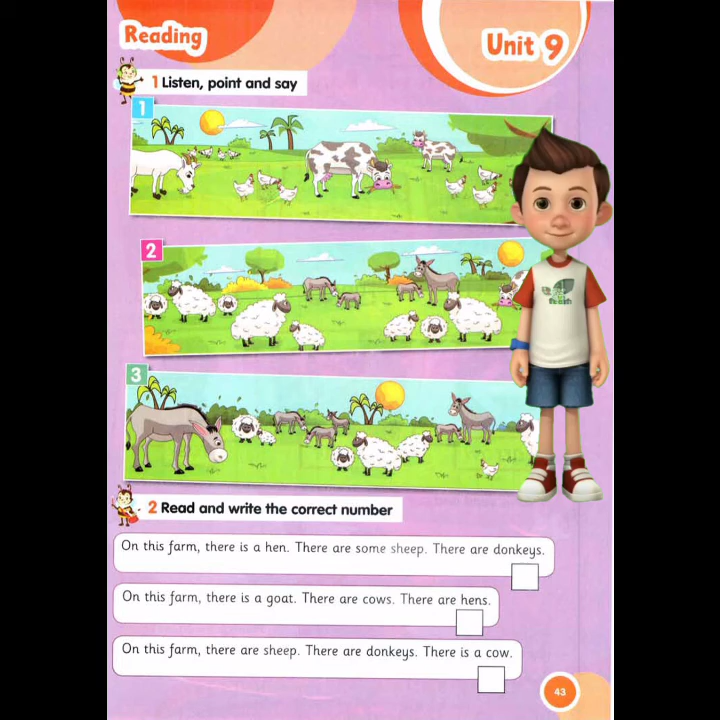 Reading
Unit 9
1 Listen, point and say
1
2
3
2 Read and write the correct number
On this farm, there is a hen. There are some sheep. There are donkeys.
On this farm, there is a goat. There are cows. There are hens.
On this farm, there are sheep. There are donkeys. There is a cow.
43